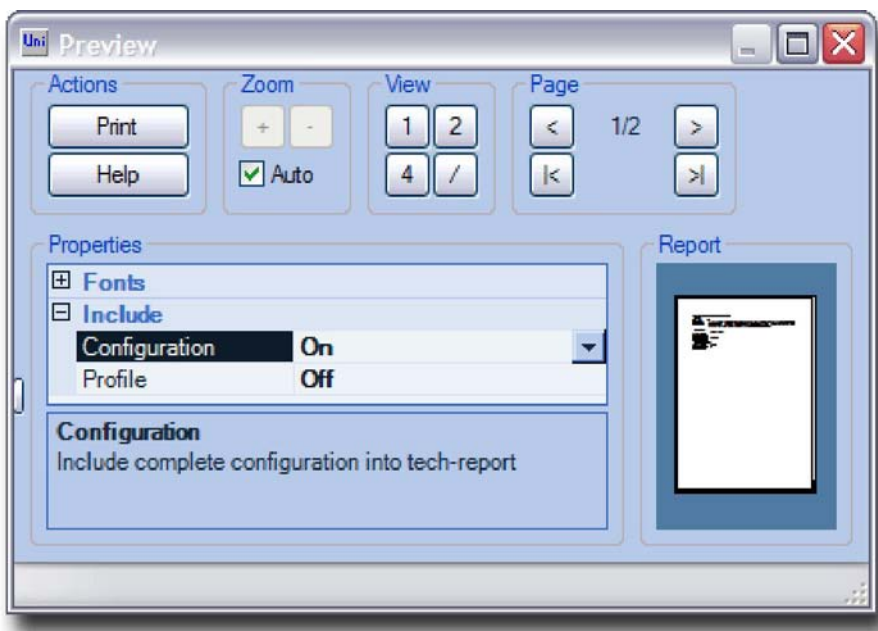 Uni Preview
Actions Zoom View Page
Print + - 1 2 < 1/2 >
Help Auto 4 / |< >|
Properties Report
Fonts
Include
Configuration On
Profile Off
Configuration
Include complete configuration into tech-report